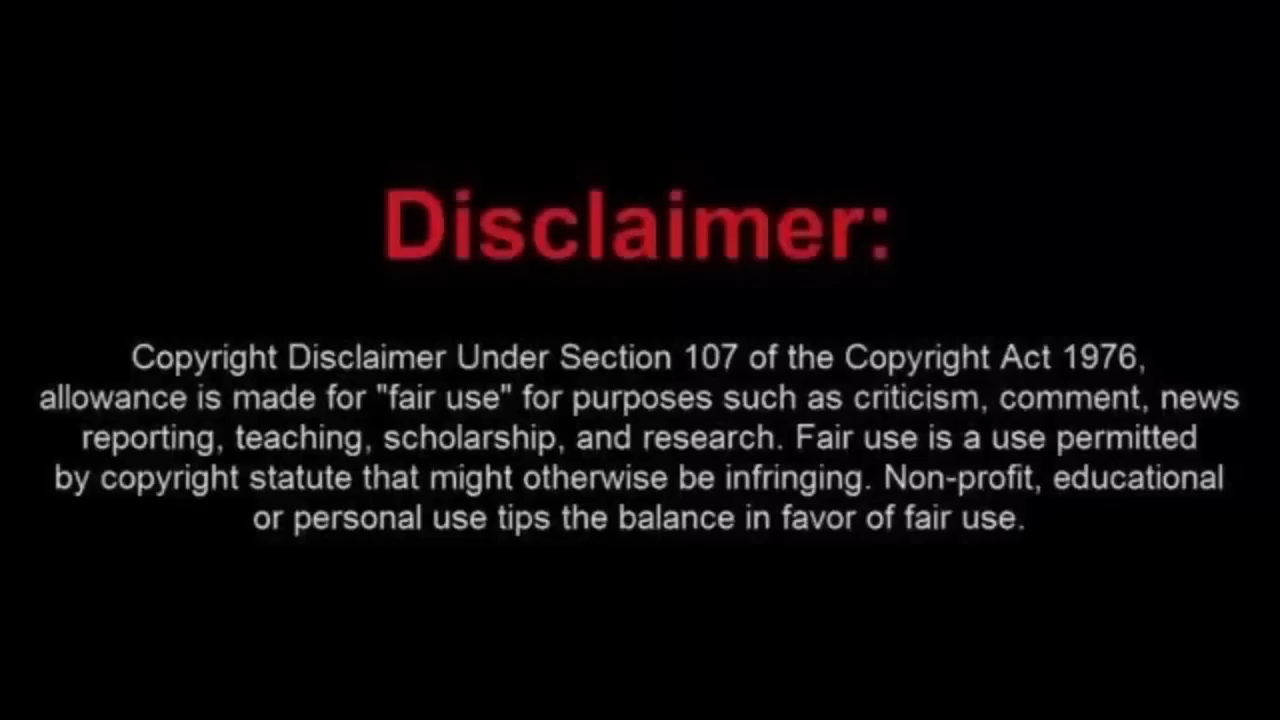 Disclaimer:
Copyright Disclaimer Under Section 107 of the Copyright Act 1976,
allowance is made for "fair use" for purposes such as criticism, comment, news
reporting, teaching, scholarship, and research. Fair use is a use permitted
by copyright statute that might otherwise be infringing. Non-profit, educational
or personal use tips the balance in favor of fair use.